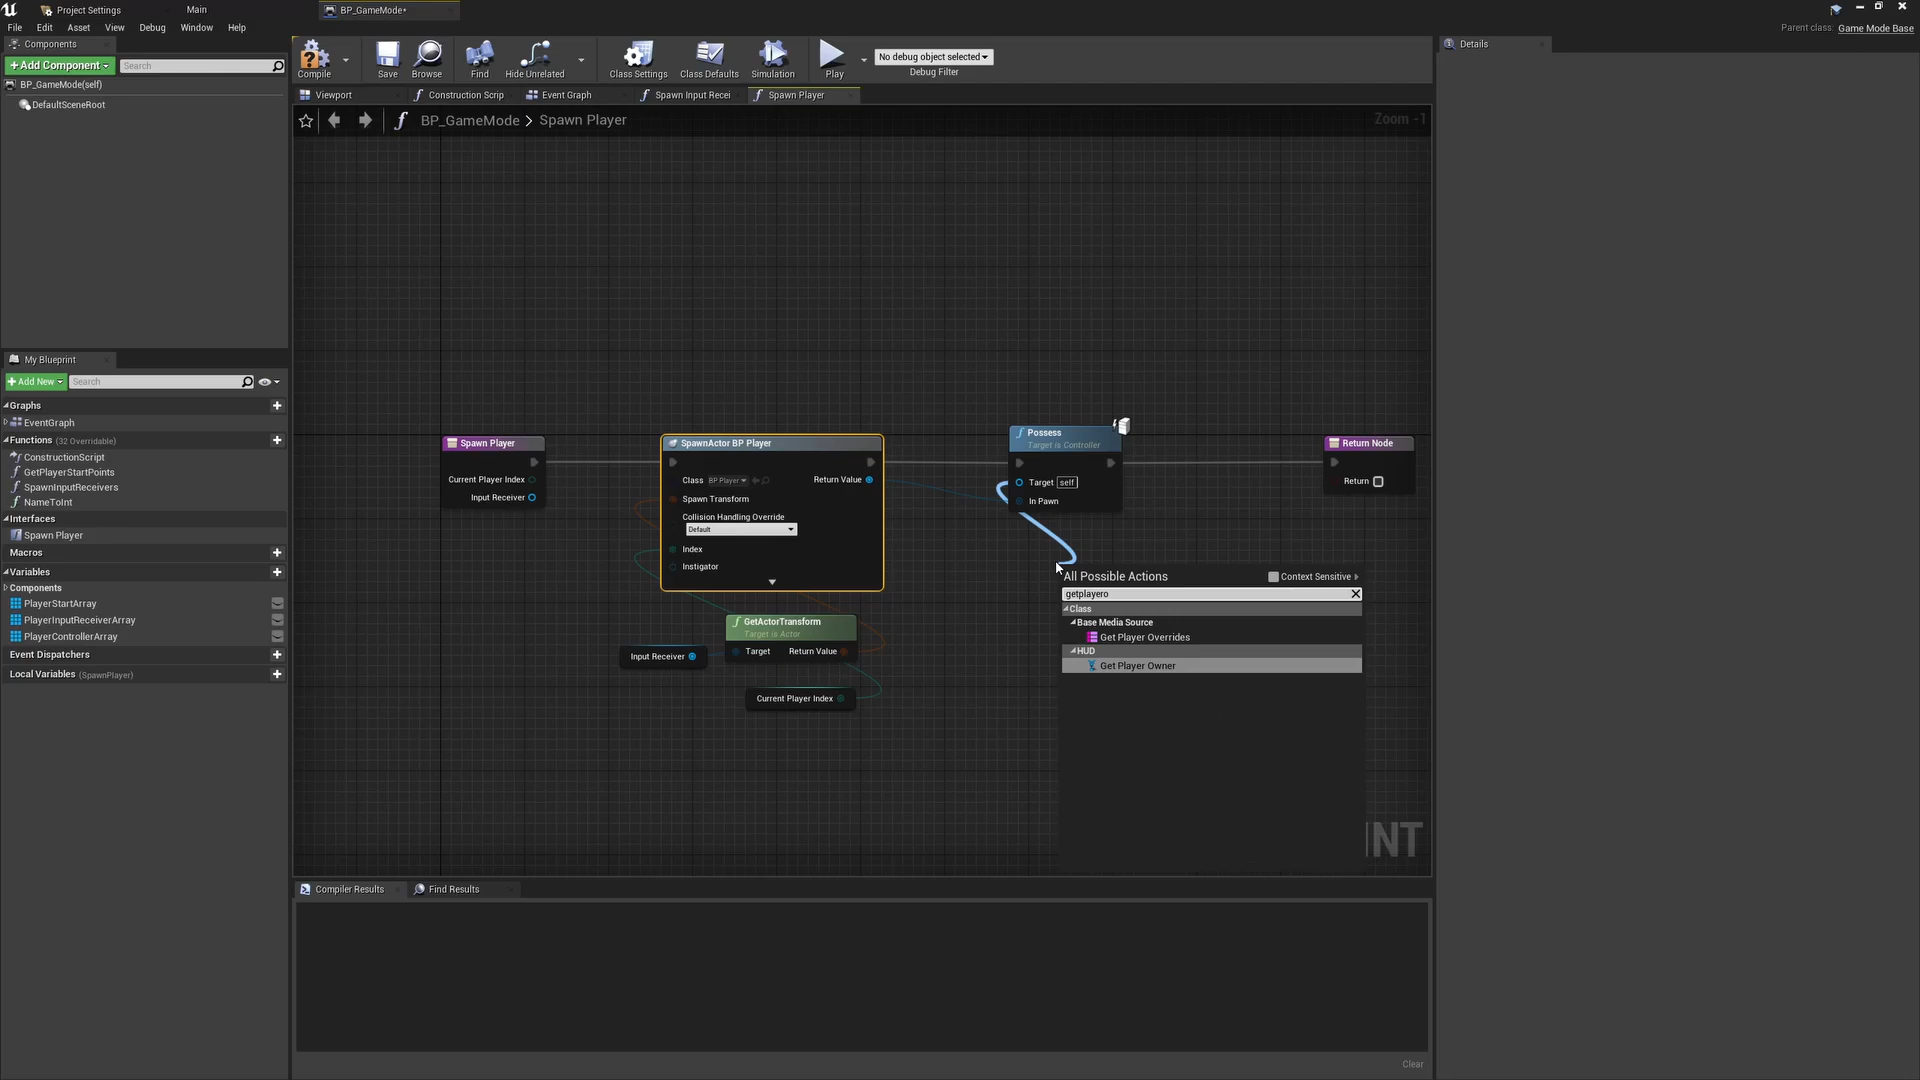 Project Settings
Main
BP_GameMode*
File
Edit
Asset
View
Debug
Window
Help
Parent class: Game Mode Base
Components
+Add Component
Search
BP_GameMode(self)
DefaultSceneRoot
Compile
Save
Browse
Find
Hide Unrelated
Class Settings
Class Defaults
Simulation
Play
No debug object selected
Debug Filter
Details
Viewport
Construction Scrip
Event Graph
Spawn Input Recei
Spawn Player
BP_GameMode > Spawn Player
Zoom -1
My Blueprint
+Add New
Search
Graphs
EventGraph
Functions (32 Overridable)
ConstructionScript
GetPlayerStartPoints
SpawnInputReceivers
NameToInt
Interfaces
Spawn Player
Macros
Variables
Components
PlayerStartArray
PlayerInputReceiverArray
PlayerControllerArray
Event Dispatchers
Local Variables (SpawnPlayer)
Spawn Player
Current Player Index
Input Receiver
SpawnActor BP Player
Class BP Player
Return Value
Spawn Transform
Collision Handling Override
Default
Index
Instigator
GetActorTransform
Target is Actor
Target
Return Value
Input Receiver
Current Player Index
Possess
Target is Controller
Target self
In Pawn
Return Node
Return
All Possible Actions
Context Sensitive
getplayero
Class
Base Media Source
Get Player Overrides
HUD
Get Player Owner
INT
Compiler Results
Find Results
Clear